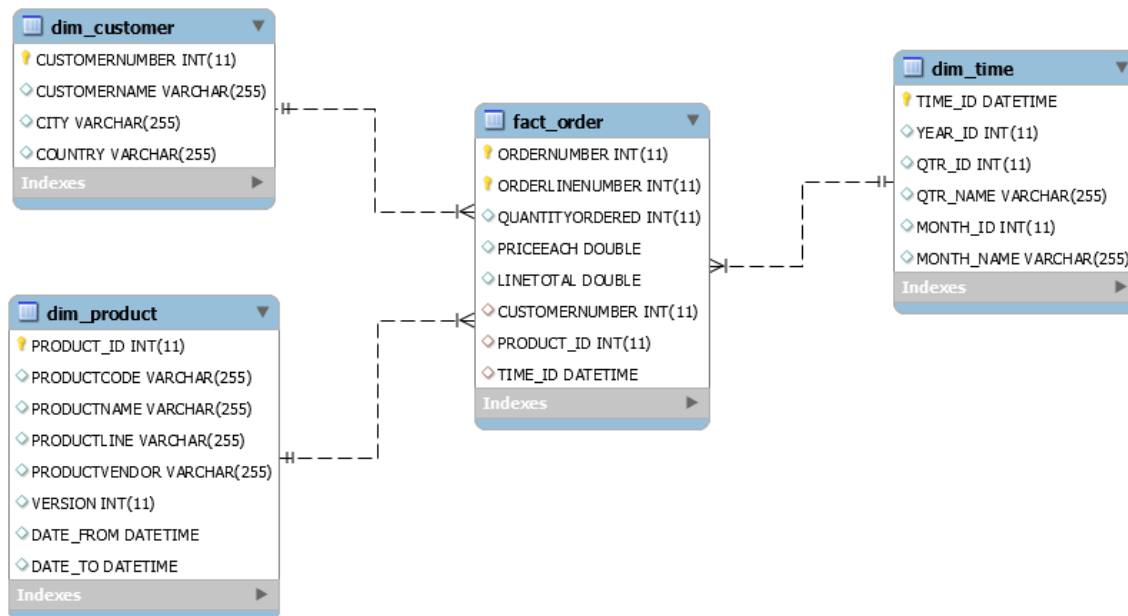 dim_customer
CUSTOMERNUMBER INT(11)
CUSTOMERNAME VARCHAR(255)
CITY VARCHAR(255)
COUNTRY VARCHAR(255)
Indexes
dim_product
PRODUCT_ID INT(11)
PRODUCTCODE VARCHAR(255)
PRODUCTNAME VARCHAR(255)
PRODUCTLINE VARCHAR(255)
PRODUCTVENDOR VARCHAR(255)
VERSION INT(11)
DATE_FROM DATETIME
DATE_TO DATETIME
Indexes
fact_order
ORDERNUMBER INT(11)
ORDERLINENUMBER INT(11)
QUANTITYORDERED INT(11)
PRICEEACH DOUBLE
LINETOTAL DOUBLE
CUSTOMERNUMBER INT(11)
PRODUCT_ID INT(11)
TIME_ID DATETIME
Indexes
dim_time
TIME_ID DATETIME
YEAR_ID INT(11)
QTR_ID INT(11)
QTR_NAME VARCHAR(255)
MONTH_ID INT(11)
MONTH_NAME VARCHAR(255)
Indexes